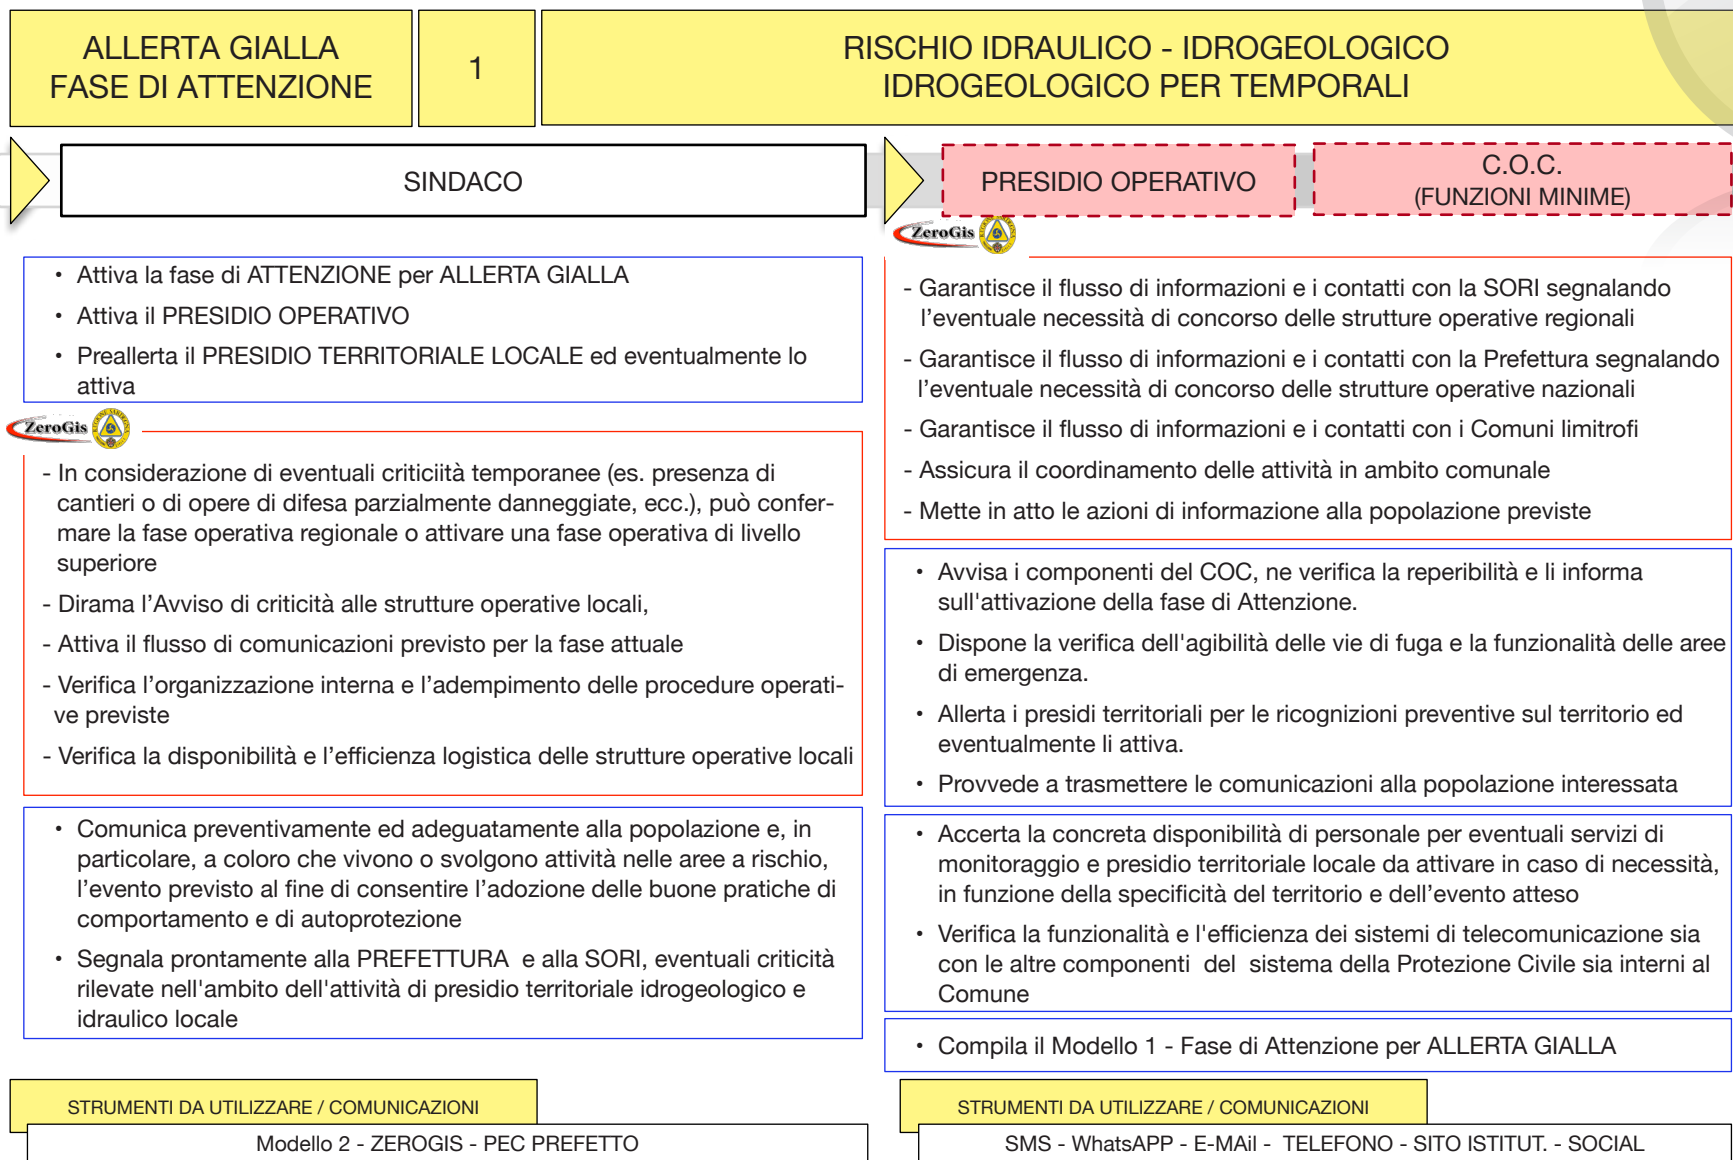 ALLERTA GIALLA
FASE DI ATTENZIONE
1
RISCHIO IDRAULICO - IDROGEOLOGICO
IDROGEOLOGICO PER TEMPORALI
SINDACO
• Attiva la fase di ATTENZIONE per ALLERTA GIALLA
• Attiva il PRESIDIO OPERATIVO
• Preallerta il PRESIDIO TERRITORIALE LOCALE ed eventualmente lo
attiva
ZeroGis
- In considerazione di eventuali criticiità temporanee (es. presenza di
cantieri o di opere di difesa parzialmente danneggiate, ecc.), può confer-
mare la fase operativa regionale o attivare una fase operativa di livello
superiore
- Dirama l’Avviso di criticità alle strutture operative locali,
- Attiva il flusso di comunicazioni previsto per la fase attuale
- Verifica l’organizzazione interna e l’adempimento delle procedure operati-
ve previste
- Verifica la disponibilità e l’efficienza logistica delle strutture operative locali
• Comunica preventivamente ed adeguatamente alla popolazione e, in
particolare, a coloro che vivono o svolgono attività nelle aree a rischio,
l’evento previsto al fine di consentire l’adozione delle buone pratiche di
comportamento e di autoprotezione
• Segnala prontamente alla PREFETTURA e alla SORI, eventuali criticità
rilevate nell'ambito dell'attività di presidio territoriale idrogeologico e
idraulico locale
STRUMENTI DA UTILIZZARE / COMUNICAZIONI
Modello 2 - ZEROGIS - PEC PREFETTO
PRESIDIO OPERATIVO
C.O.C.
(FUNZIONI MINIME)
ZeroGis
- Garantisce il flusso di informazioni e i contatti con la SORI segnalando
l’eventuale necessità di concorso delle strutture operative regionali
- Garantisce il flusso di informazioni e i contatti con la Prefettura segnalando
l’eventuale necessità di concorso delle strutture operative nazionali
- Garantisce il flusso di informazioni e i contatti con i Comuni limitrofi
- Assicura il coordinamento delle attività in ambito comunale
- Mette in atto le azioni di informazione alla popolazione previste
• Avvisa i componenti del COC, ne verifica la reperibilità e li informa
sull'attivazione della fase di Attenzione.
• Dispone la verifica dell'agibilità delle vie di fuga e la funzionalità delle aree
di emergenza.
• Allerta i presidi territoriali per le ricognizioni preventive sul territorio ed
eventualmente li attiva.
• Provvede a trasmettere le comunicazioni alla popolazione interessata
• Accerta la concreta disponibilità di personale per eventuali servizi di
monitoraggio e presidio territoriale locale da attivare in caso di necessità,
in funzione della specificità del territorio e dell’evento atteso
• Verifica la funzionalità e l'efficienza dei sistemi di telecomunicazione sia
con le altre componenti del sistema della Protezione Civile sia interni al
Comune
• Compila il Modello 1 - Fase di Attenzione per ALLERTA GIALLA
STRUMENTI DA UTILIZZARE / COMUNICAZIONI
SMS - WhatsAPP - E-MAil - TELEFONO - SITO ISTITUT. - SOCIAL